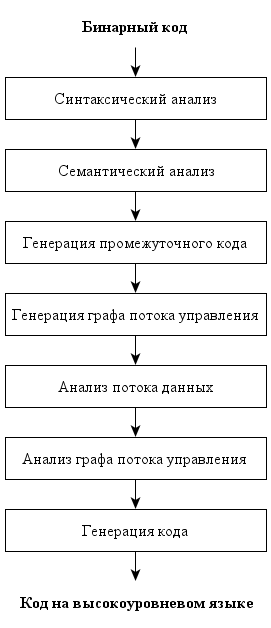 Бинарный код
Синтаксический анализ
Семантический анализ
Генерация промежуточного кода
Генерация графа потока управления
Анализ потока данных
Анализ графа потока управления
Генерация кода
Код на высокоуровневом языке